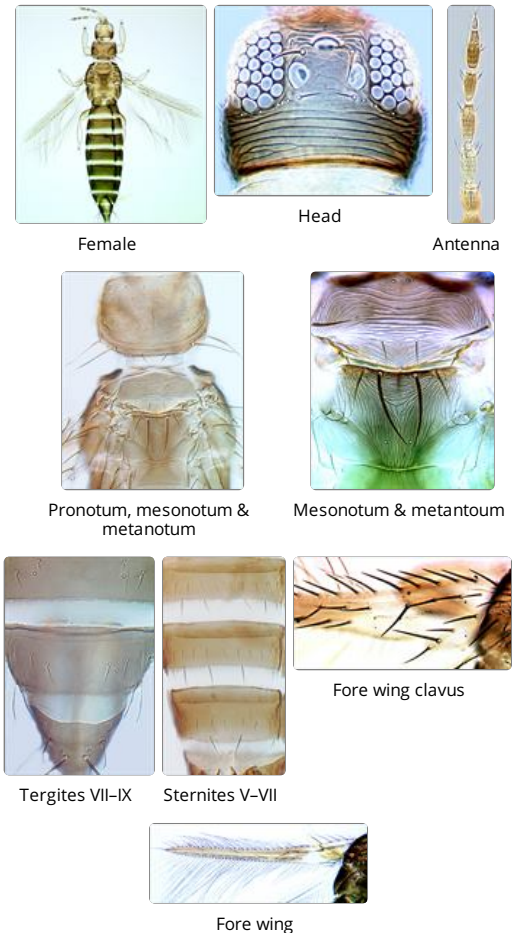 Female
Head
Antenna
Pronotum, mesonotum &
metanotum
Mesonotum & metantoum
Tergites VII–IX
Sternites V–VII
Fore wing clavus
Fore wing